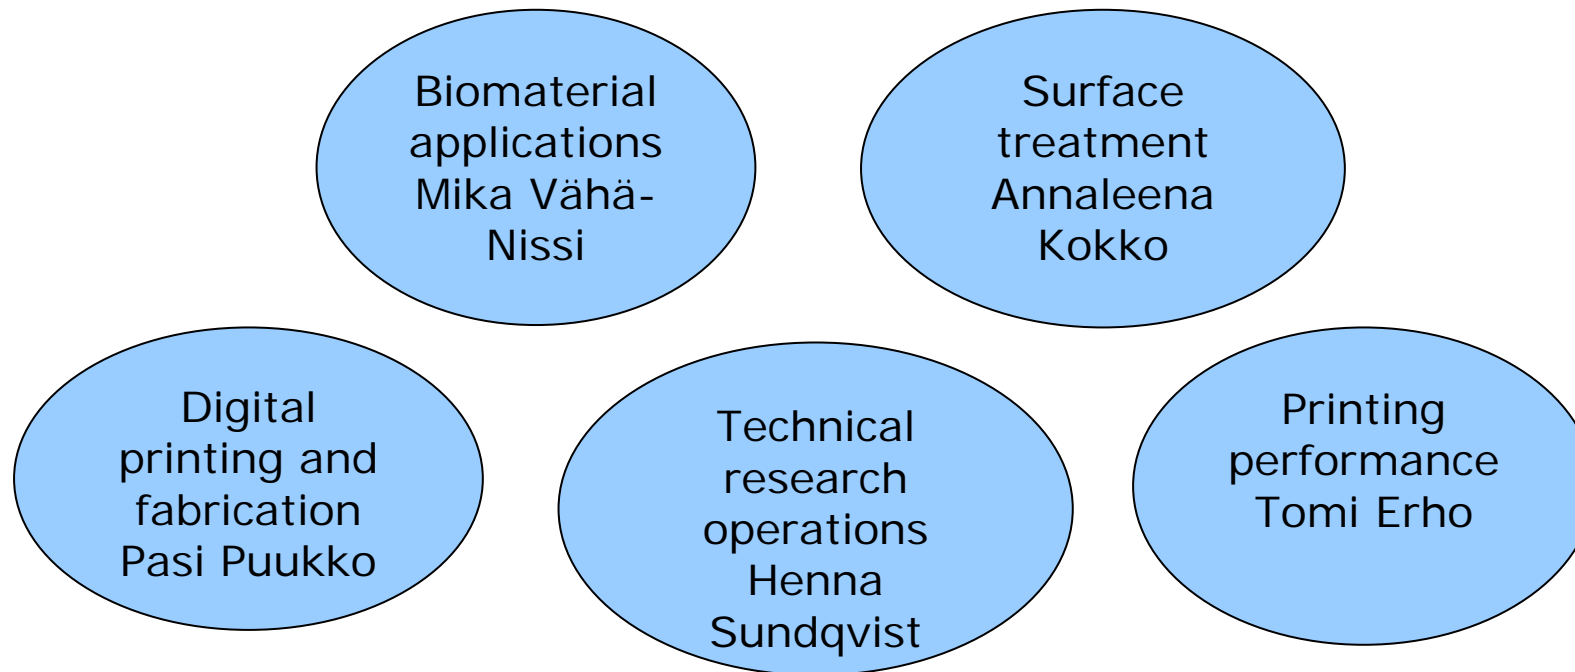 Biomaterial
applications
Mika Vähä-
Nissi
Surface
treatment
Annaleena
Kokko
Digital
printing and
fabrication
Pasi Puukko
Technical
research
operations
Henna
Sundqvist
Printing
performance
Tomi Erho